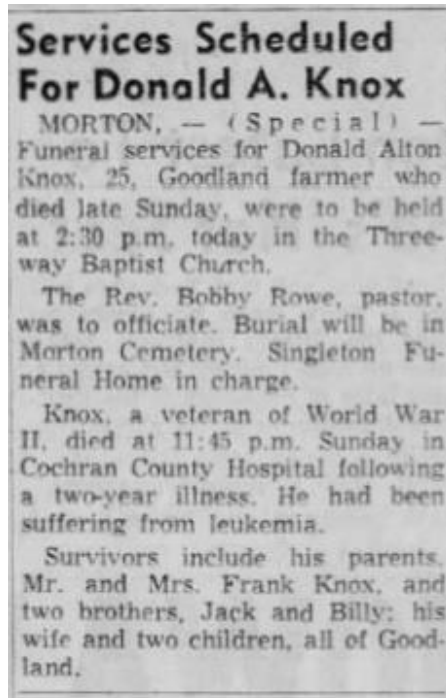 Services Scheduled
For Donald A. Knox
MORTON, — (Special) —
Funeral services for Donald Alton
Knox, 25, Goodland farmer who
died late Sunday, were to be held
at 2:30 p.m. today in the Three-
way Baptist Church.
The Rev. Bobby Rowe, pastor,
was to officiate. Burial will be in
Morton Cemetery. Singleton Fu-
neral Home in charge.
Knox, a veteran of World War
II, died at 11:45 p.m. Sunday in
Cochran County Hospital following
a two-year illness. He had been
suffering from leukemia.
Survivors include his parents,
Mr. and Mrs. Frank Knox, and
two brothers, Jack and Billy; his
wife and two children, all of Good-
land.